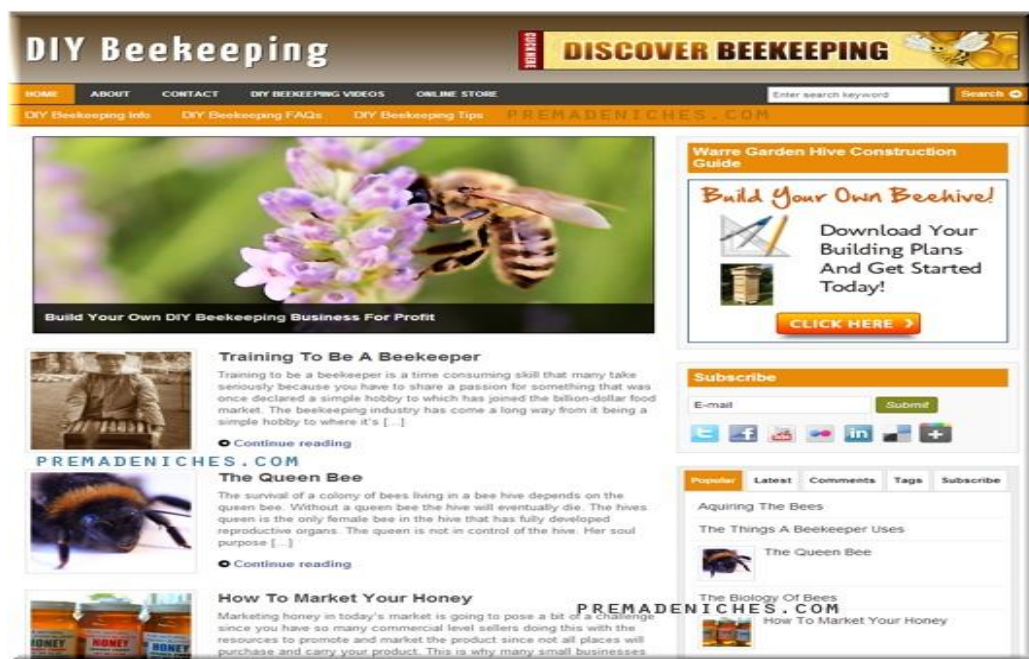 DIY Beekeeping
CLICK HERE
DISCOVER BEEKEEPING
HOME ABOUT CONTACT DIY BEEKEEPING VIDEOS ONLINE STORE
Enter search keyword Search
DIY Beekeeping Info DIY Beekeeping FAQs DIY Beekeeping Tips PREMADENICHES.COM
Build Your Own DIY Beekeeping Business For Profit
Training To Be A Beekeeper
Training to be a beekeeper is a time consuming skill that many take
seriously because you have to share a passion for something that was
once declared a simple hobby to which has joined the billion-dollar food
market. The beekeeping industry has come a long way from it being a
simple hobby to where it's [...]
Continue reading
PREMADENICHES.COM
The Queen Bee
The survival of a colony of bees living in a bee hive depends on the
queen bee. Without a queen bee the hive will eventually die. The hives
queen is the only female bee in the hive that has fully developed
reproductive organs. The queen is not in control of the hive. Her soul
purpose [...]
Continue reading
HONEY HONEY HONEY
How To Market Your Honey
Marketing honey in today's market is going to pose a bit of a challenge
since you have so many commercial level sellers doing this with the
resources to promote and market the product since not all places will
purchase and carry your product. This is why many small businesses
Warre Garden Hive Construction
Guide
Build Your Own Beehive!
Download Your
Building Plans
And Get Started
Today!
CLICK HERE
Subscribe
E-mail Submit
Popular Latest Comments Tags Subscribe
Aquiring The Bees
The Things A Beekeeper Uses
The Queen Bee
The Biology Of Bees
PREMADENICHES.COM
How To Market Your Honey